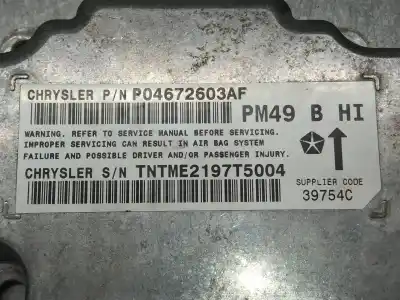 CHRYSLER P/N P04672603AF
PM49 B HI
WARNING. REFER TO SERVICE MANUAL BEFORE SERVICING.
IMPROPER SERVICING CAN RESULT IN AIR BAG SYSTEM
FAILURE AND POSSIBLE DRIVER AND/OR PASSENGER INJURY.
CHRYSLER S/N TNTME2197T5004
SUPPLIER CODE
39754C